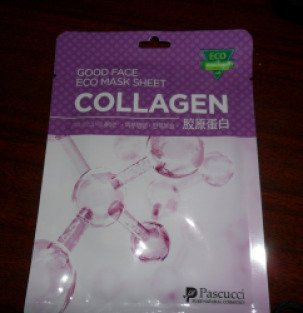 ECO
GOOD FACE
ECO MASK SHEET
COLLAGEN
胶原蛋白
Pascucci